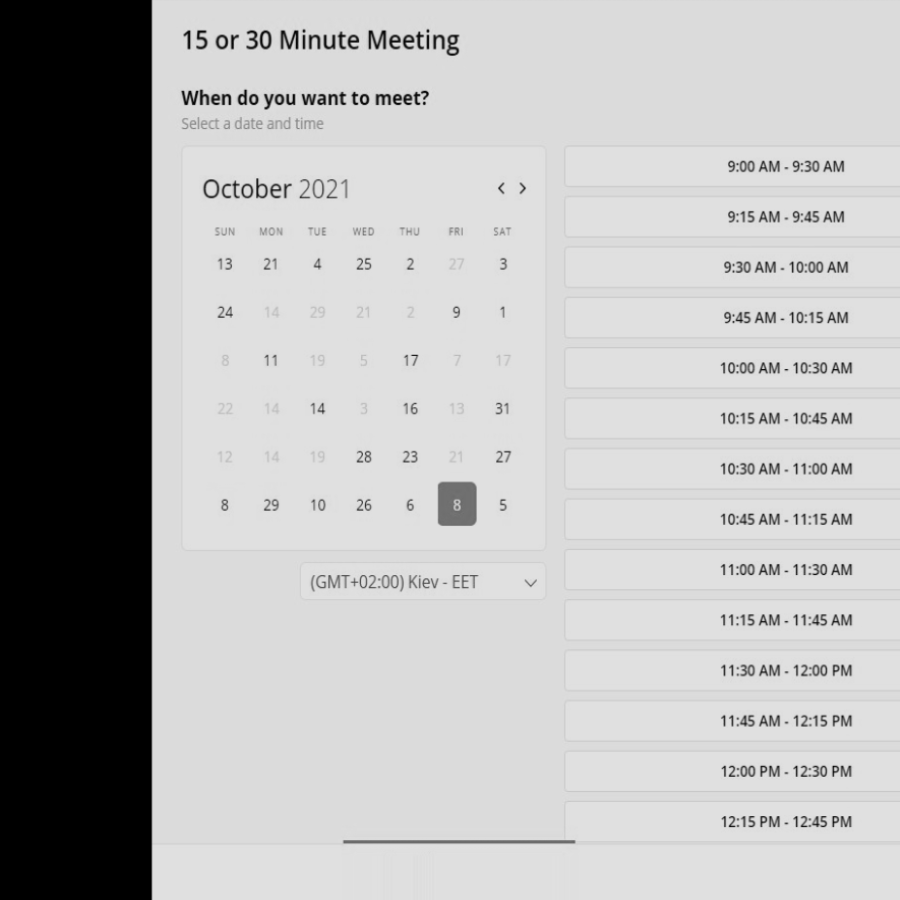 15 or 30 Minute Meeting
When do you want to meet?
Select a date and time
October 2021
SUN MON TUE WED THU FRI SAT
13 21 4 25 2 27 3
24 14 29 21 2 9 1
8 11 19 5 17 7 17
22 14 14 3 16 13 31
12 14 19 28 23 21 27
8 29 10 26 6 8 5
(GMT+02:00) Kiev - EET
9:00 AM - 9:30 AM
9:15 AM - 9:45 AM
9:30 AM - 10:00 AM
9:45 AM - 10:15 AM
10:00 AM - 10:30 AM
10:15 AM - 10:45 AM
10:30 AM - 11:00 AM
10:45 AM - 11:15 AM
11:00 AM - 11:30 AM
11:15 AM - 11:45 AM
11:30 AM - 12:00 PM
11:45 AM - 12:15 PM
12:00 PM - 12:30 PM
12:15 PM - 12:45 PM